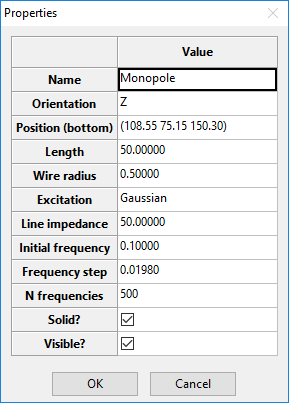 Properties
Value
Name Monopole
Orientation Z
Position (bottom) (108.55 75.15 150.30)
Length 50.00000
Wire radius 0.50000
Excitation Gaussian
Line impedance 50.00000
Initial frequency 0.10000
Frequency step 0.01980
N frequencies 500
Solid?
Visible?
OK Cancel